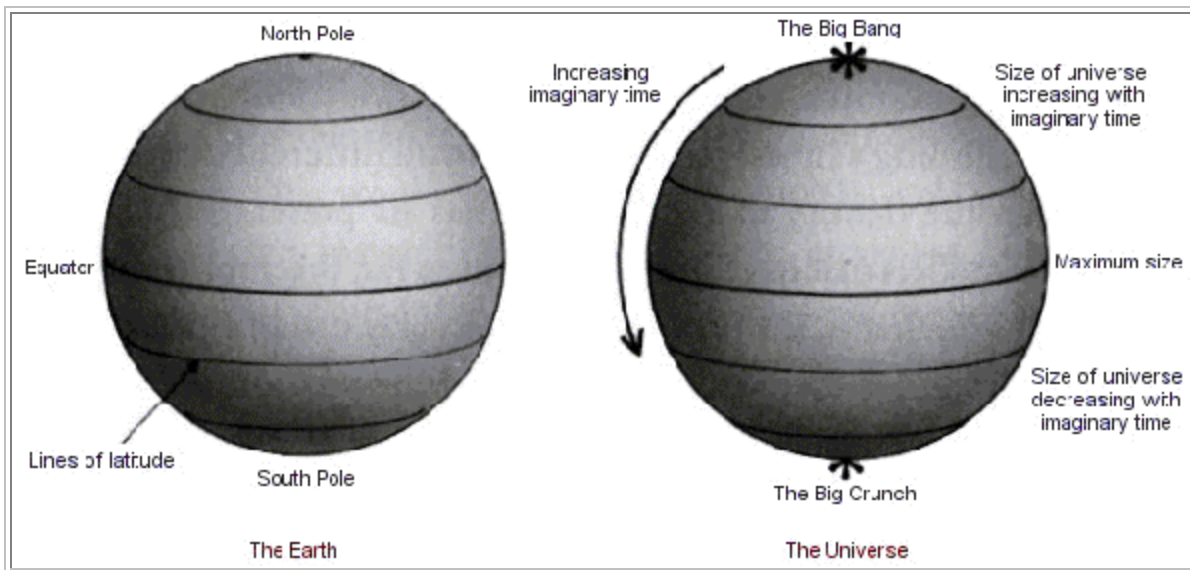 North Pole
Equator
Lines of latitude
South Pole
The Earth
The Big Bang
Increasing
imaginary time
Size of universe
increasing with
imaginary time
Maximum size
Size of universe
decreasing with
imaginary time
The Big Crunch
The Universe